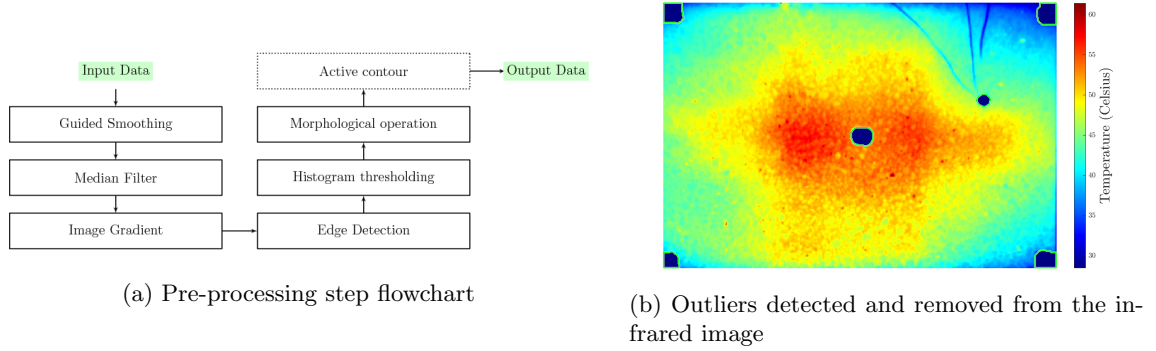 Input Data
Guided Smoothing
Median Filter
Image Gradient
Edge Detection
Histogram thresholding
Morphological operation
Active contour
Output Data
(a) Pre-processing step flowchart
60
55
50
45
40
35
30
Temperature (Celsius)
(b) Outliers detected and removed from the in-
frared image